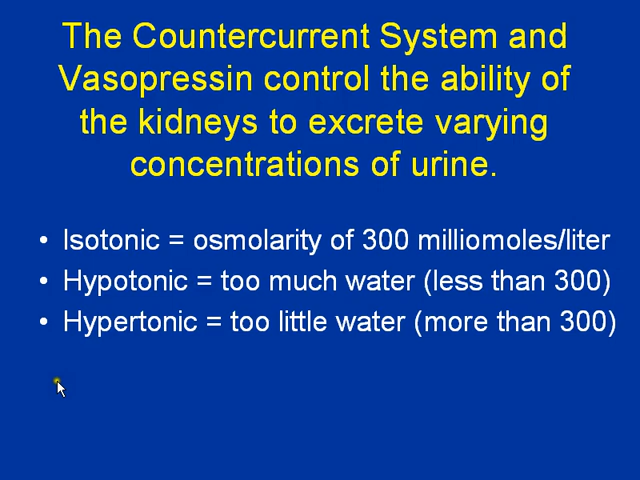 The Countercurrent System and
Vasopressin control the ability of
the kidneys to excrete varying
concentrations of urine.
• Isotonic = osmolarity of 300 milliomoles/liter
• Hypotonic = too much water (less than 300)
• Hypertonic = too little water (more than 300)